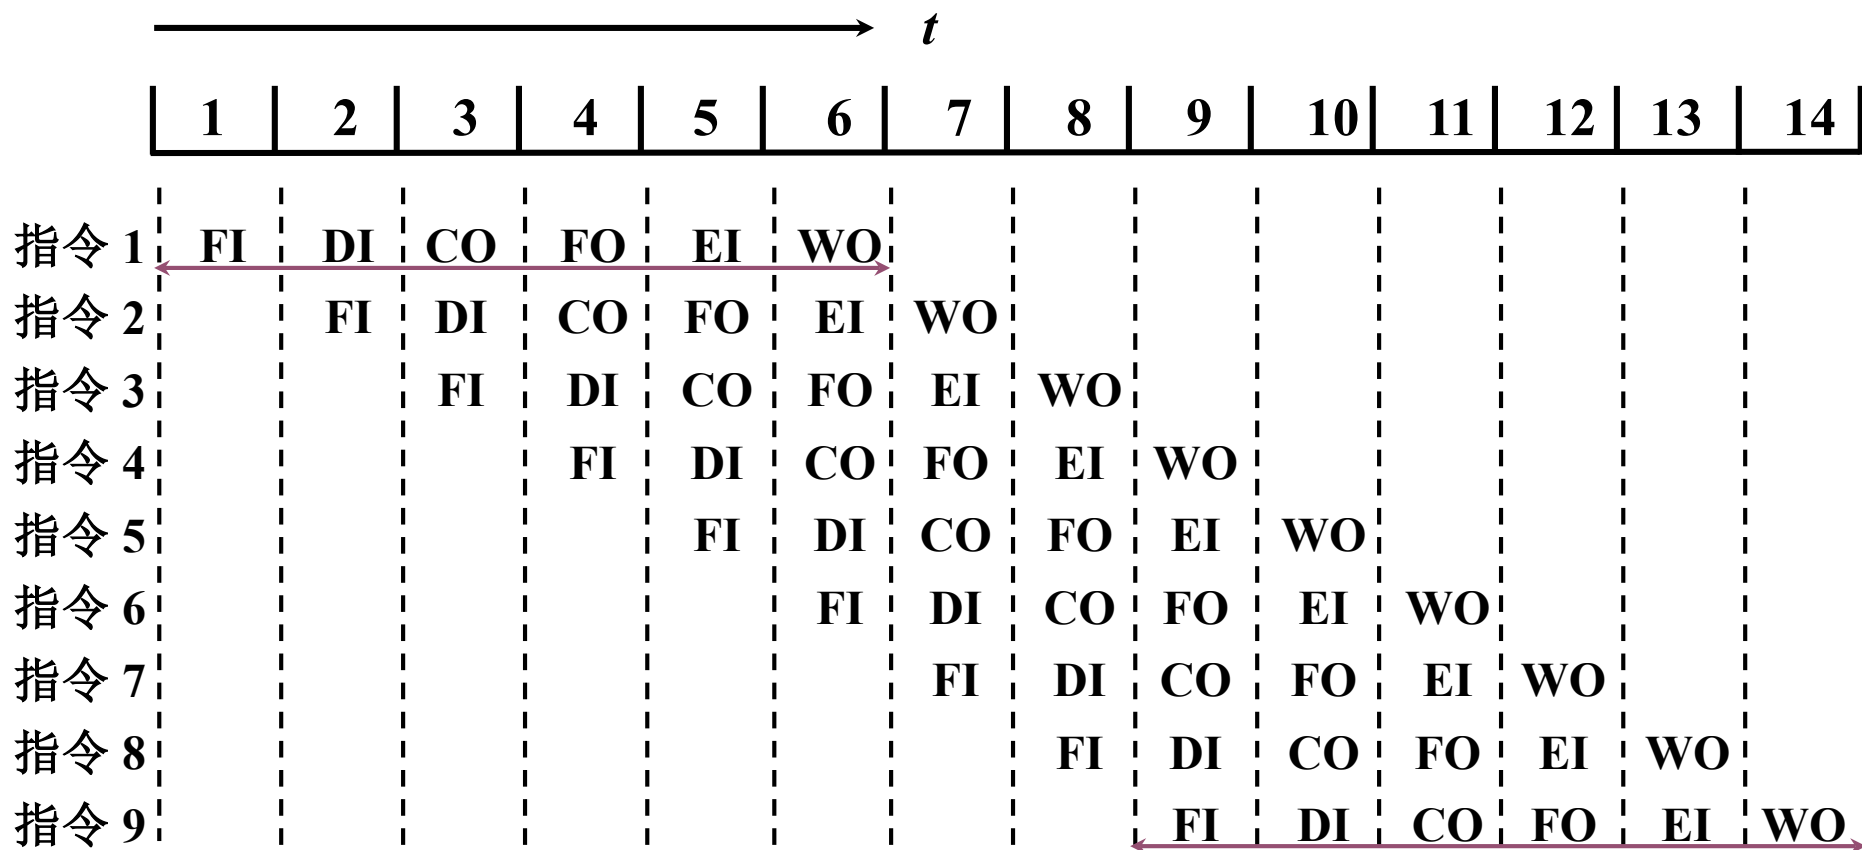 t
1 2 3 4 5 6 7 8 9 10 11 12 13 14
指令 1 FI DI CO FO EI WO
指令 2 FI DI CO FO EI WO
指令 3 FI DI CO FO EI WO
指令 4 FI DI CO FO EI WO
指令 5 FI DI CO FO EI WO
指令 6 FI DI CO FO EI WO
指令 7 FI DI CO FO EI WO
指令 8 FI DI CO FO EI WO
指令 9 FI DI CO FO EI WO